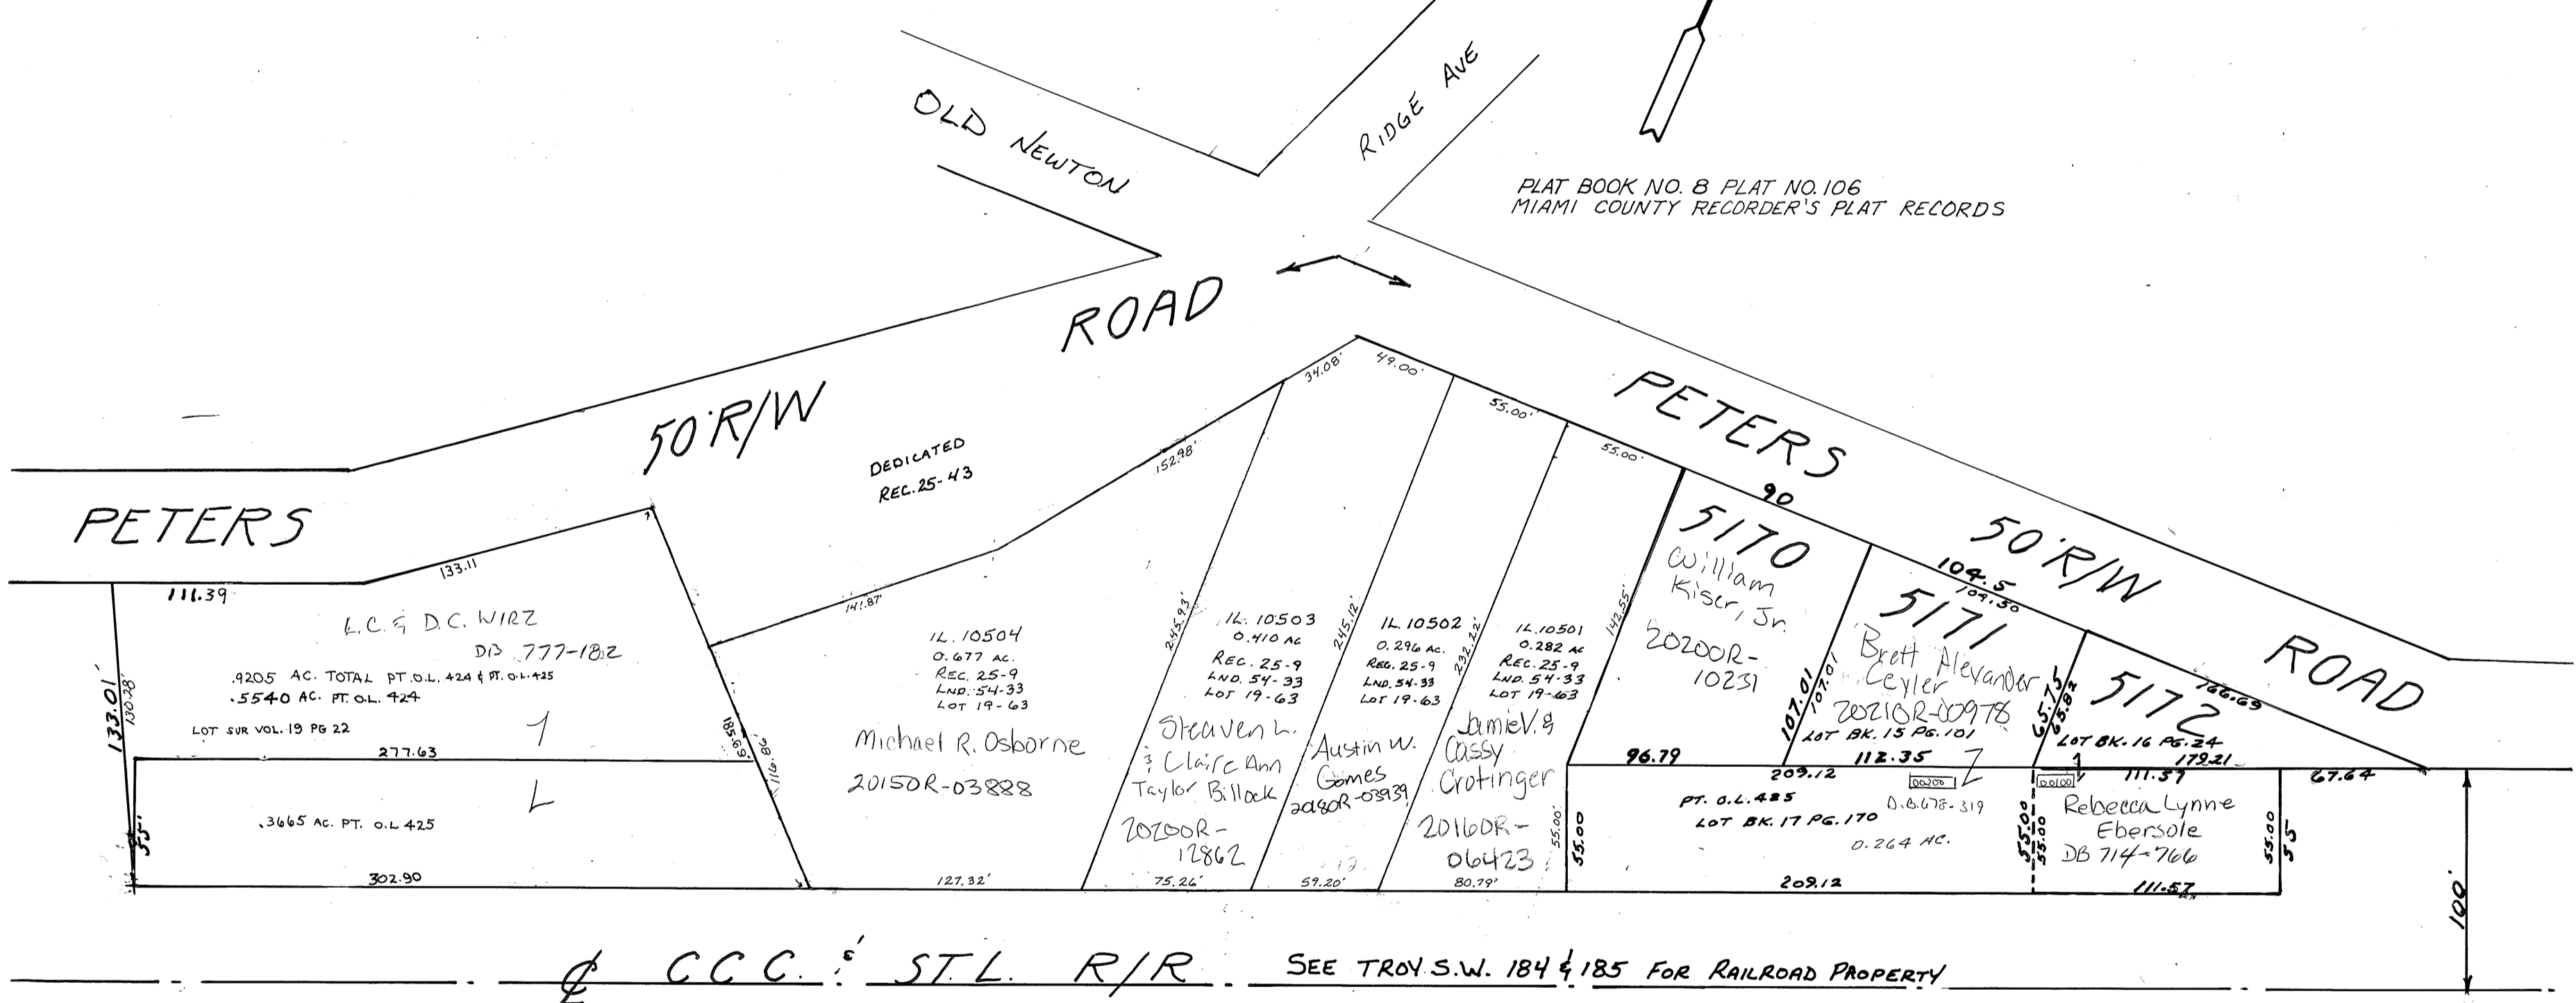 OLD NEWTON
RIDGE AVE
PLAT BOOK NO. 8 PLAT NO. 106
MIAMI COUNTY RECORDER'S PLAT RECORDS
ROAD
50' R/W
DEDICATED
REC. 25-43
PETERS
PETERS
50' R/W
ROAD
111.39
133.11
133.01'
130.28'
L.C. & D.C. WIRZ
DB 777-182
.9205 AC. TOTAL PT. O.L. 424 & PT. O.L. 425
.5540 AC. PT. O.L. 424
LOT SUR VOL. 19 PG 22
277.63
55'
.3665 AC. PT. O.L 425
302.90
185.69
116.86'
141.87'
152.98'
34.08'
49.00'
55.00'
55.00'
IL. 10504
0.677 AC.
REC. 25-9
LND. 54-33
LOT 19-63
Michael R. Osborne
2015OR-03888
127.32'
245.93'
IL. 10503
0.410 AC
REC. 25-9
LND. 54-33
LOT 19-63
Steaven L.
& Claire Ann
Taylor Billock
2020OR-
12862
75.26'
245.12'
IL. 10502
0.296 AC.
REC. 25-9
LND. 54-33
LOT 19-63
Austin W.
Gomes
2018OR-03939
59.20'
232.22'
IL. 10501
0.282 AC
REC. 25-9
LND. 54-33
LOT 19-63
Jamie V. &
Cassy
Crotinger
2016OR-
06423
80.79'
142.55'
55.00'
55.00
90
5170
William
Kiser, Jr.
2020OR-
10231
96.79
107.01
107.01
104.5
104.50
5171
Brett Alexander
Ceyler
2021OR-00978
LOT BK. 15 PG. 101
112.35
65.75
65.82
5172
166.69
LOT BK. 16 PG. 24
179.21
209.12
PT. O.L. 425
LOT BK. 17 PG. 170
D.B. 678-319
0.264 AC.
00200
209.12
55.00
55.00
00100
111.57
67.64
Rebecca Lynne
Ebersole
DB 714-766
111.57
55.00
55
100'
℄ C.C.C. & ST. L. R/R
SEE TROY S.W. 184 & 185 FOR RAILROAD PROPERTY